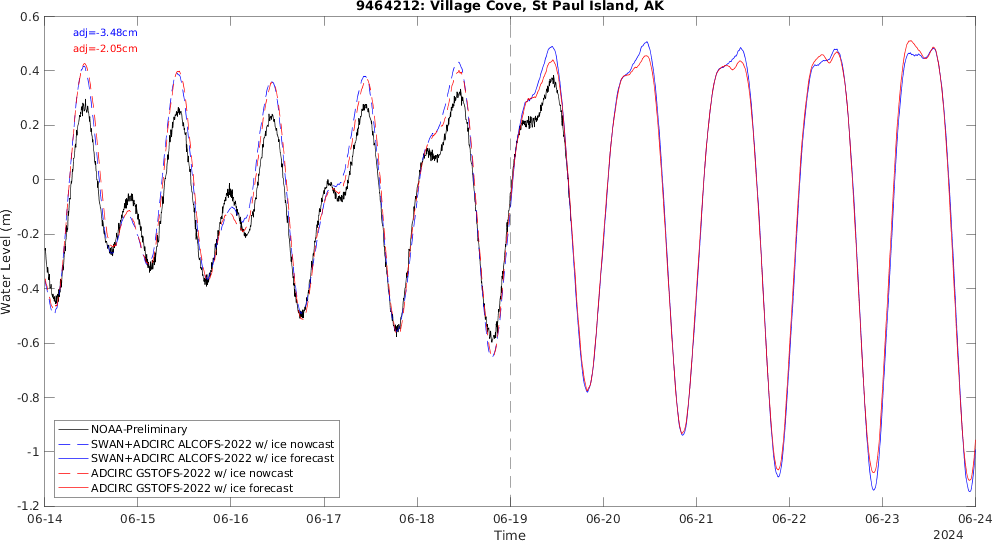 9464212: Village Cove, St Paul Island, AK
adj=-3.48cm
adj=-2.05cm
Water Level (m)
0.6
0.4
0.2
0
-0.2
-0.4
-0.6
-0.8
-1
-1.2
NOAA-Preliminary
SWAN+ADCIRC ALCOFS-2022 w/ ice nowcast
SWAN+ADCIRC ALCOFS-2022 w/ ice forecast
ADCIRC GSTOFS-2022 w/ ice nowcast
ADCIRC GSTOFS-2022 w/ ice forecast
06-14 06-15 06-16 06-17 06-18 06-19 06-20 06-21 06-22 06-23 06-24
Time
2024